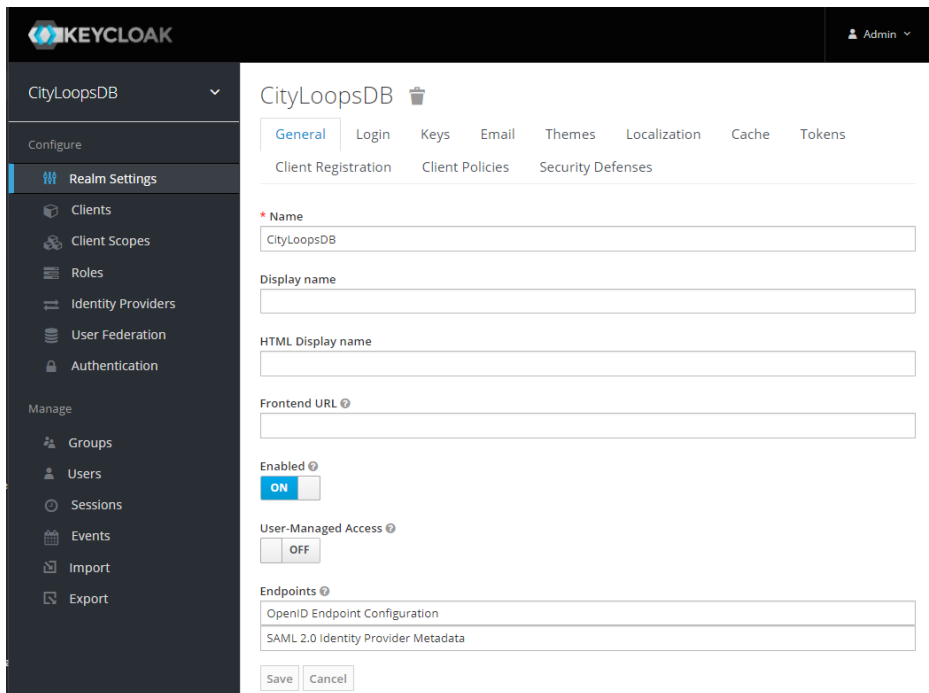 KEYCLOAK
Admin
CityLoopsDB
Configure
Realm Settings
Clients
Client Scopes
Roles
Identity Providers
User Federation
Authentication
Manage
Groups
Users
Sessions
Events
Import
Export
CityLoopsDB
General Login Keys Email Themes Localization Cache Tokens
Client Registration Client Policies Security Defenses
* Name
CityLoopsDB
Display name
HTML Display name
Frontend URL
Enabled
ON
User-Managed Access
OFF
Endpoints
OpenID Endpoint Configuration
SAML 2.0 Identity Provider Metadata
Save Cancel